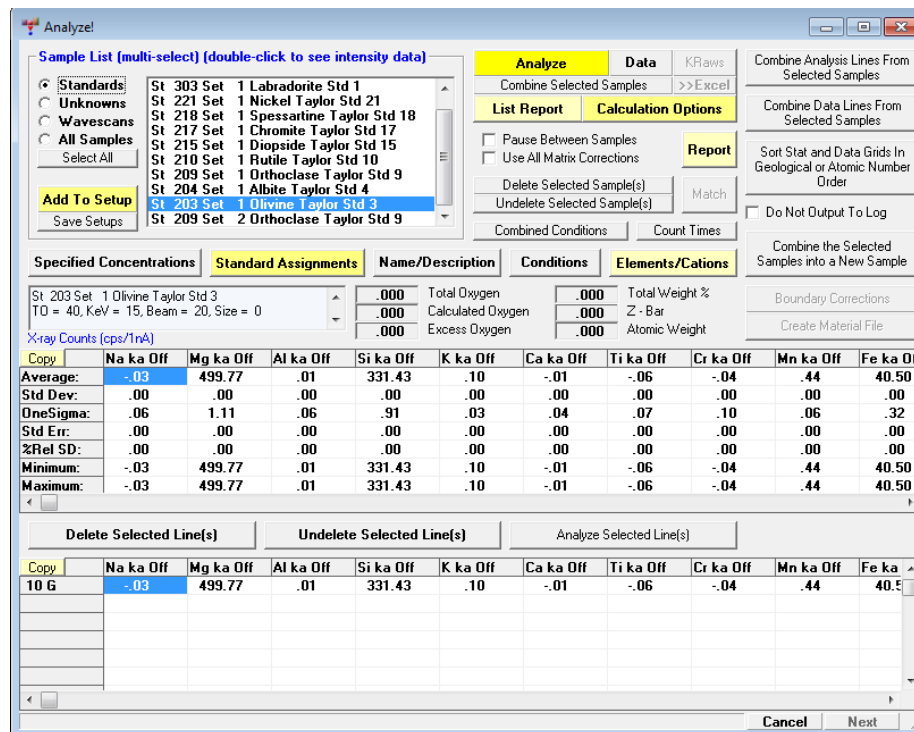 Analyze!
Sample List (multi-select) (double-click to see intensity data)
Standards
Unknowns
Wavescans
All Samples
Select All
Add To Setup
Save Setups
St 303 Set 1 Labradorite Std 1
St 221 Set 1 Nickel Taylor Std 21
St 218 Set 1 Spessartine Taylor Std 18
St 217 Set 1 Chromite Taylor Std 17
St 215 Set 1 Diopside Taylor Std 15
St 210 Set 1 Rutile Taylor Std 10
St 209 Set 1 Orthoclase Taylor Std 9
St 204 Set 1 Albite Taylor Std 4
St 203 Set 1 Olivine Taylor Std 3
St 209 Set 2 Orthoclase Taylor Std 9
Analyze Data KRaws
Combine Selected Samples >>Excel
List Report Calculation Options
Pause Between Samples
Use All Matrix Corrections
Report
Delete Selected Sample(s)
Undelete Selected Sample(s)
Match
Combined Conditions Count Times
Combine Analysis Lines From
Selected Samples
Combine Data Lines From
Selected Samples
Sort Stat and Data Grids In
Geological or Atomic Number
Order
Do Not Output To Log
Combine the Selected
Samples into a New Sample
Boundary Corrections
Create Material File
Specified Concentrations Standard Assignments Name/Description Conditions Elements/Cations
St 203 Set 1 Olivine Taylor Std 3
TO = 40, KeV = 15, Beam = 20, Size = 0
.000 Total Oxygen .000 Total Weight %
.000 Calculated Oxygen .000 Z - Bar
.000 Excess Oxygen .000 Atomic Weight
X-ray Counts (cps/1nA)
Copy Na ka Off Mg ka Off Al ka Off Si ka Off K ka Off Ca ka Off Ti ka Off Cr ka Off Mn ka Off Fe ka O
Average: -.03 499.77 .01 331.43 .10 -.01 -.06 -.04 .44 40.50
Std Dev: .00 .00 .00 .00 .00 .00 .00 .00 .00 .00
OneSigma: .06 1.11 .06 .91 .03 .04 .07 .10 .06 .32
Std Err: .00 .00 .00 .00 .00 .00 .00 .00 .00 .00
%Rel SD: .00 .00 .00 .00 .00 .00 .00 .00 .00 .00
Minimum: -.03 499.77 .01 331.43 .10 -.01 -.06 -.04 .44 40.50
Maximum: -.03 499.77 .01 331.43 .10 -.01 -.06 -.04 .44 40.50
Delete Selected Line(s) Undelete Selected Line(s) Analyze Selected Line(s)
Copy Na ka Off Mg ka Off Al ka Off Si ka Off K ka Off Ca ka Off Ti ka Off Cr ka Off Mn ka Off Fe ka
10 G -.03 499.77 .01 331.43 .10 -.01 -.06 -.04 .44 40.5
Cancel Next